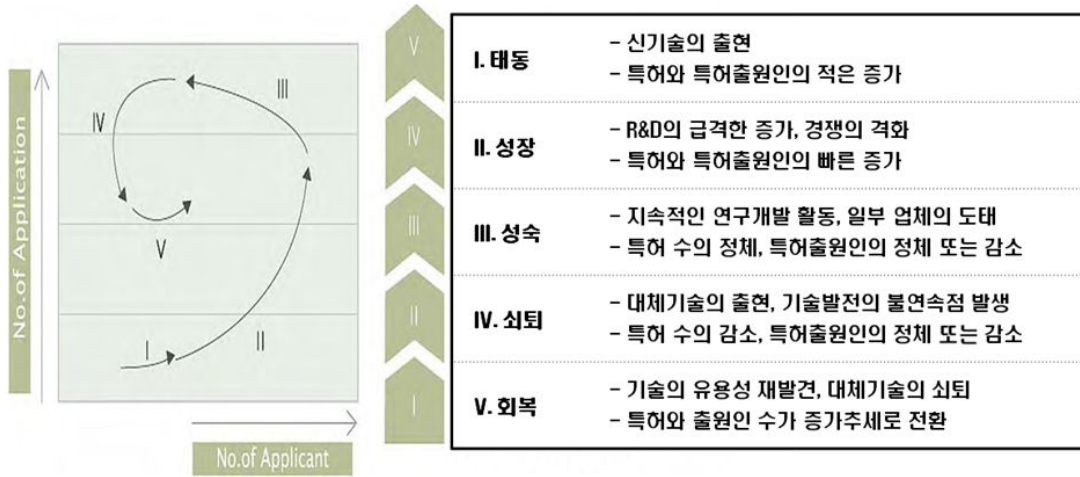 No.of Application
No.of Applicant
I
II
III
IV
V
V
IV
III
II
I
I. 태동
– 신기술의 출현
– 특허와 특허출원인의 적은 증가
II. 성장
– R&D의 급격한 증가, 경쟁의 격화
– 특허와 특허출원인의 빠른 증가
III. 성숙
– 지속적인 연구개발 활동, 일부 업체의 도태
– 특허 수의 정체, 특허출원인의 정체 또는 감소
IV. 쇠퇴
– 대체기술의 출현, 기술발전의 불연속점 발생
– 특허 수의 감소, 특허출원인의 정체 또는 감소
V. 회복
– 기술의 유용성 재발견, 대체기술의 쇠퇴
– 특허와 출원인 수가 증가추세로 전환